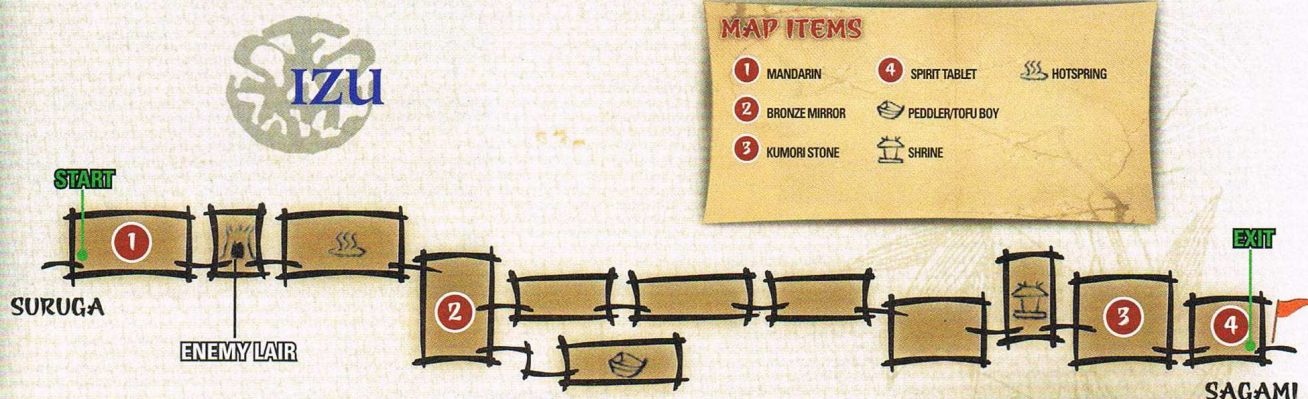 IZU
MAP ITEMS
1 MANDARIN
4 SPIRIT TABLET
HOTSPRING
2 BRONZE MIRROR
PEDDLER/TOFU BOY
3 KUMORI STONE
SHRINE
START
1
EXIT
SURUGA
2
3
4
ENEMY LAIR
SAGAMI